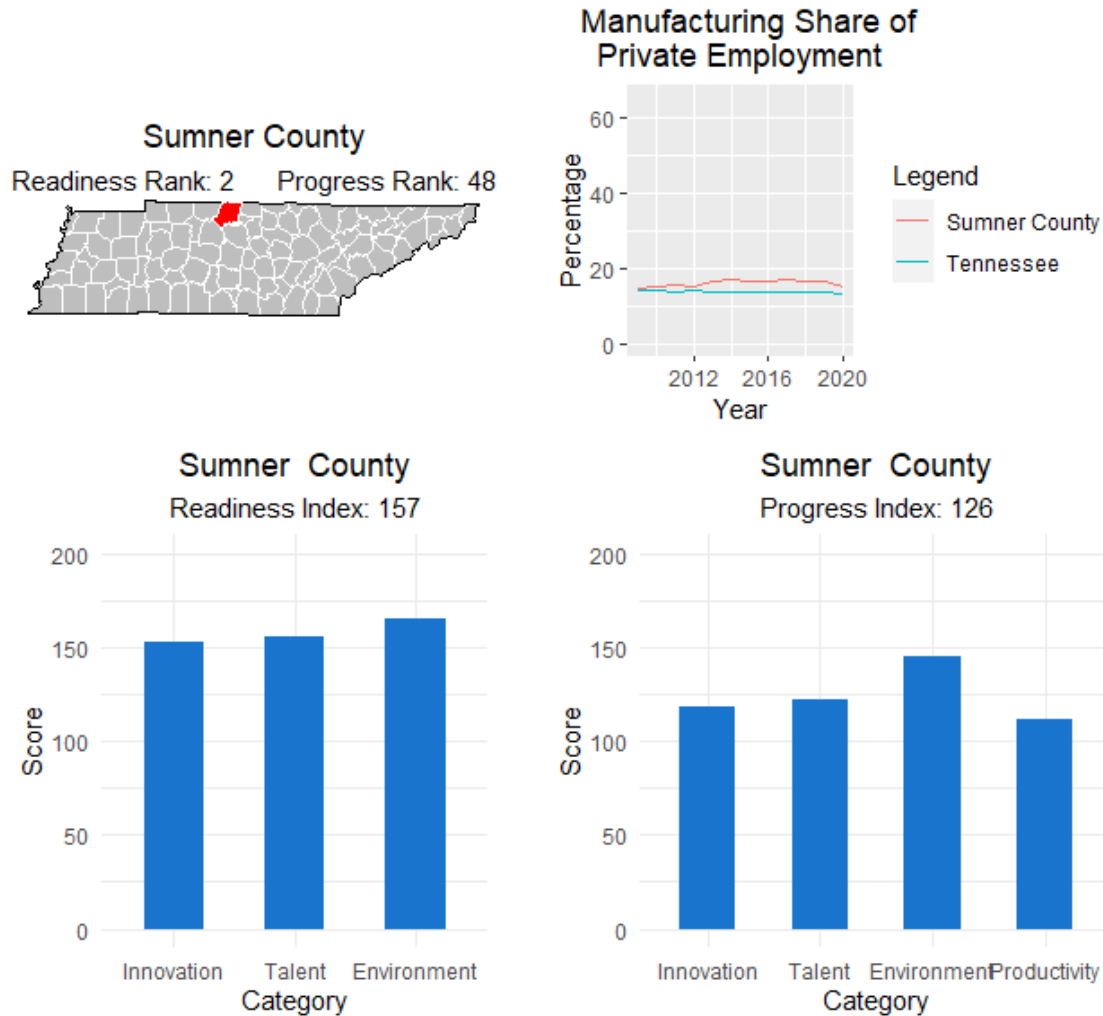 Sumner County
Readiness Rank: 2 Progress Rank: 48
Manufacturing Share of
Private Employment
60
40
20
0
Percentage
2012 2016 2020
Year
Legend
Sumner County
Tennessee
Sumner County
Readiness Index: 157
200
150
100
50
0
Score
Innovation Talent Environment
Category
Sumner County
Progress Index: 126
200
150
100
50
0
Score
Innovation Talent Environment Productivity
Category